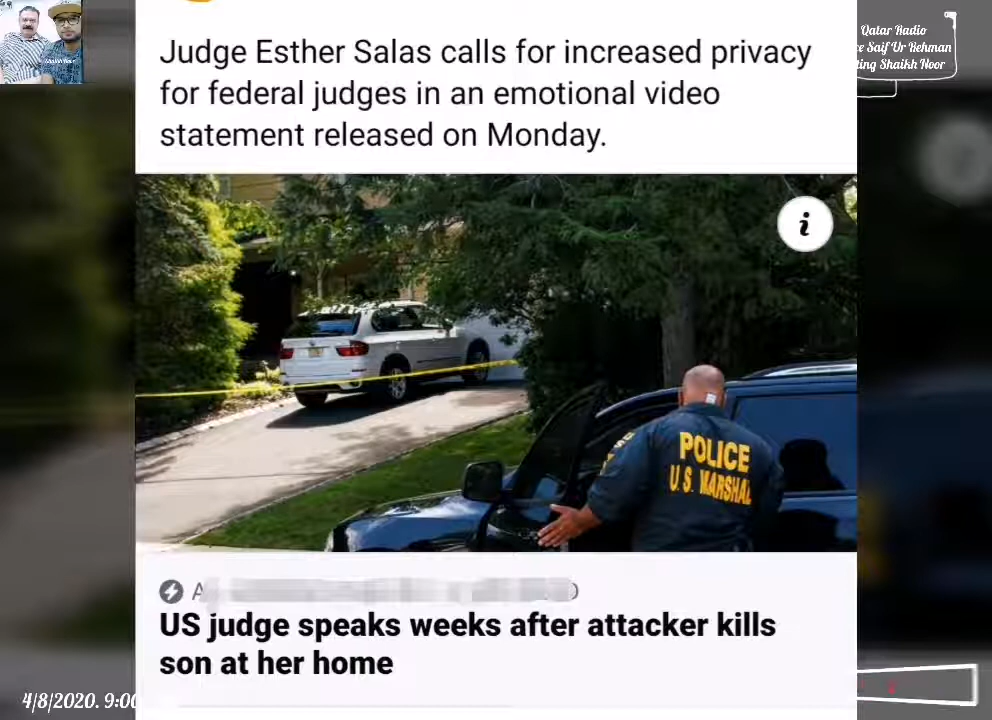 Qatar Radio
Saif Ur Rehman
Shaikh Noor
Judge Esther Salas calls for increased privacy
for federal judges in an emotional video
statement released on Monday.
i
POLICE
U.S. MARSHAL
US judge speaks weeks after attacker kills
son at her home
4/8/2020. 9:00